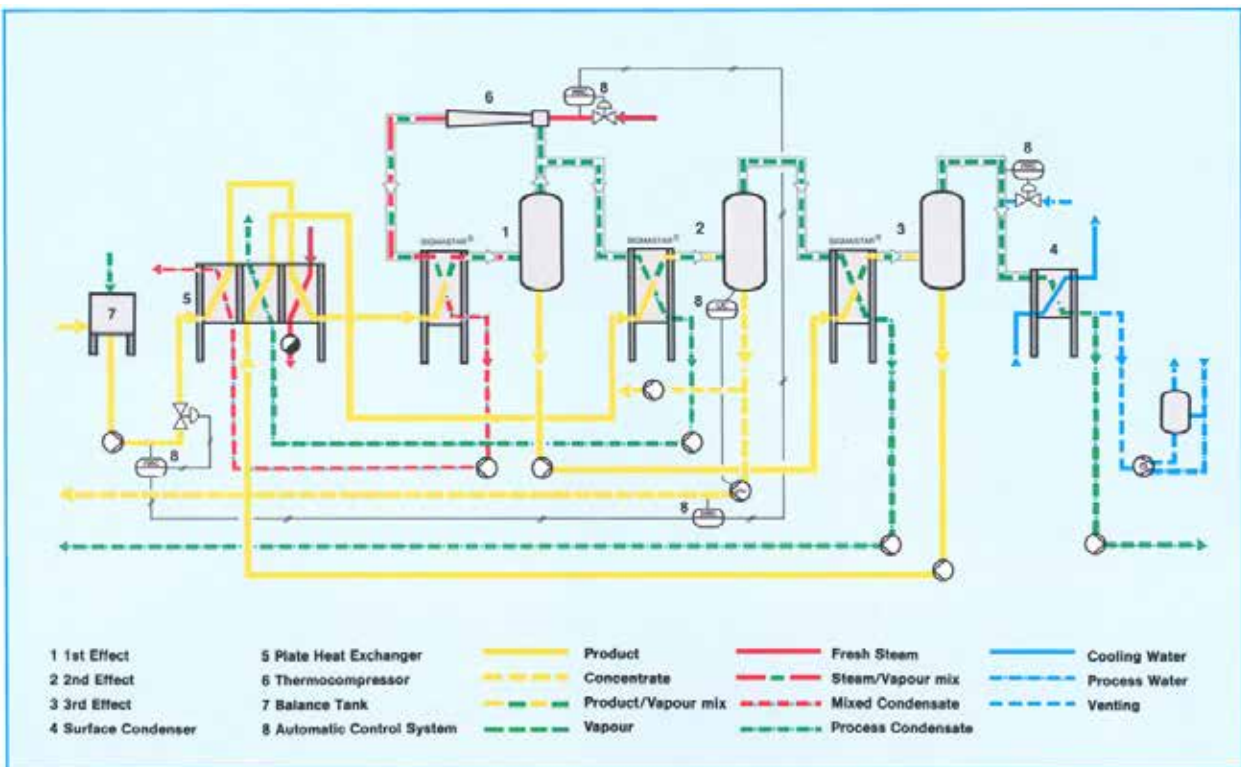 6
8
8
SIGMASTAR®
1
SIGMASTAR®
2
SIGMASTAR®
3
4
5
7
8
8
8
1 1st Effect
2 2nd Effect
3 3rd Effect
4 Surface Condenser
5 Plate Heat Exchanger
6 Thermocompressor
7 Balance Tank
8 Automatic Control System
Product
Concentrate
Product/Vapour mix
Vapour
Fresh Steam
Steam/Vapour mix
Mixed Condensate
Process Condensate
Cooling Water
Process Water
Venting